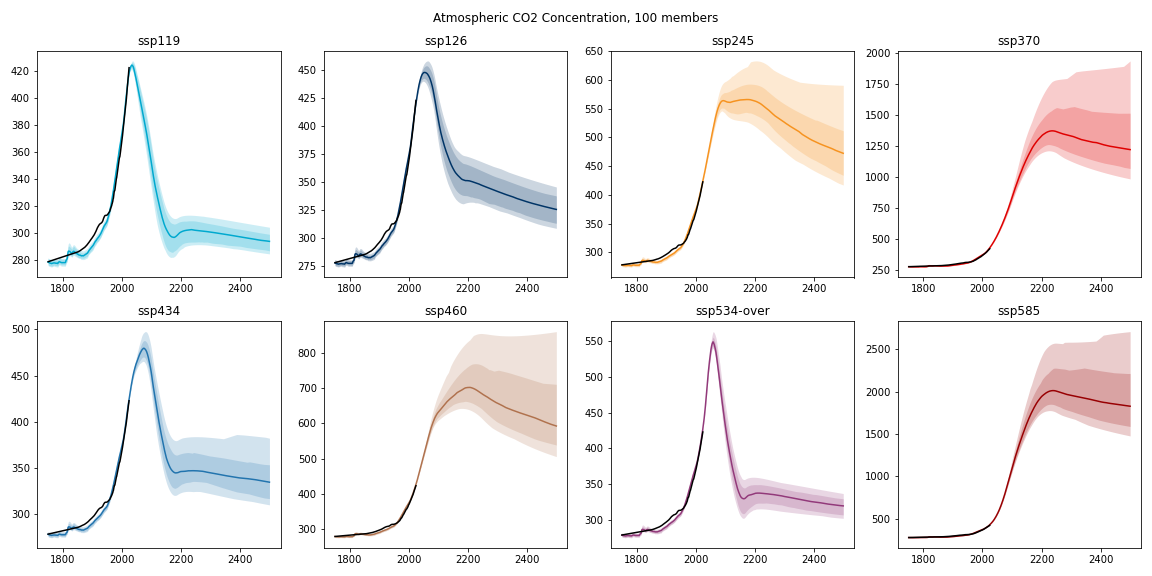 Atmospheric CO2 Concentration, 100 members
ssp119 ssp126 ssp245 ssp370
420 450 650 2000
400 425 600 1750
380 400 550 1500
360 375 500 1250
340 350 450 1000
320 325 400 750
300 300 350 500
280 275 300 250
1800 2000 2200 2400 1800 2000 2200 2400 1800 2000 2200 2400 1800 2000 2200 2400
ssp434 ssp460 ssp534-over ssp585
500 800 550 2500
450 700 500 2000
400 600 450 1500
350 500 400 1000
300 400 350 500
300 300
1800 2000 2200 2400 1800 2000 2200 2400 1800 2000 2200 2400 1800 2000 2200 2400